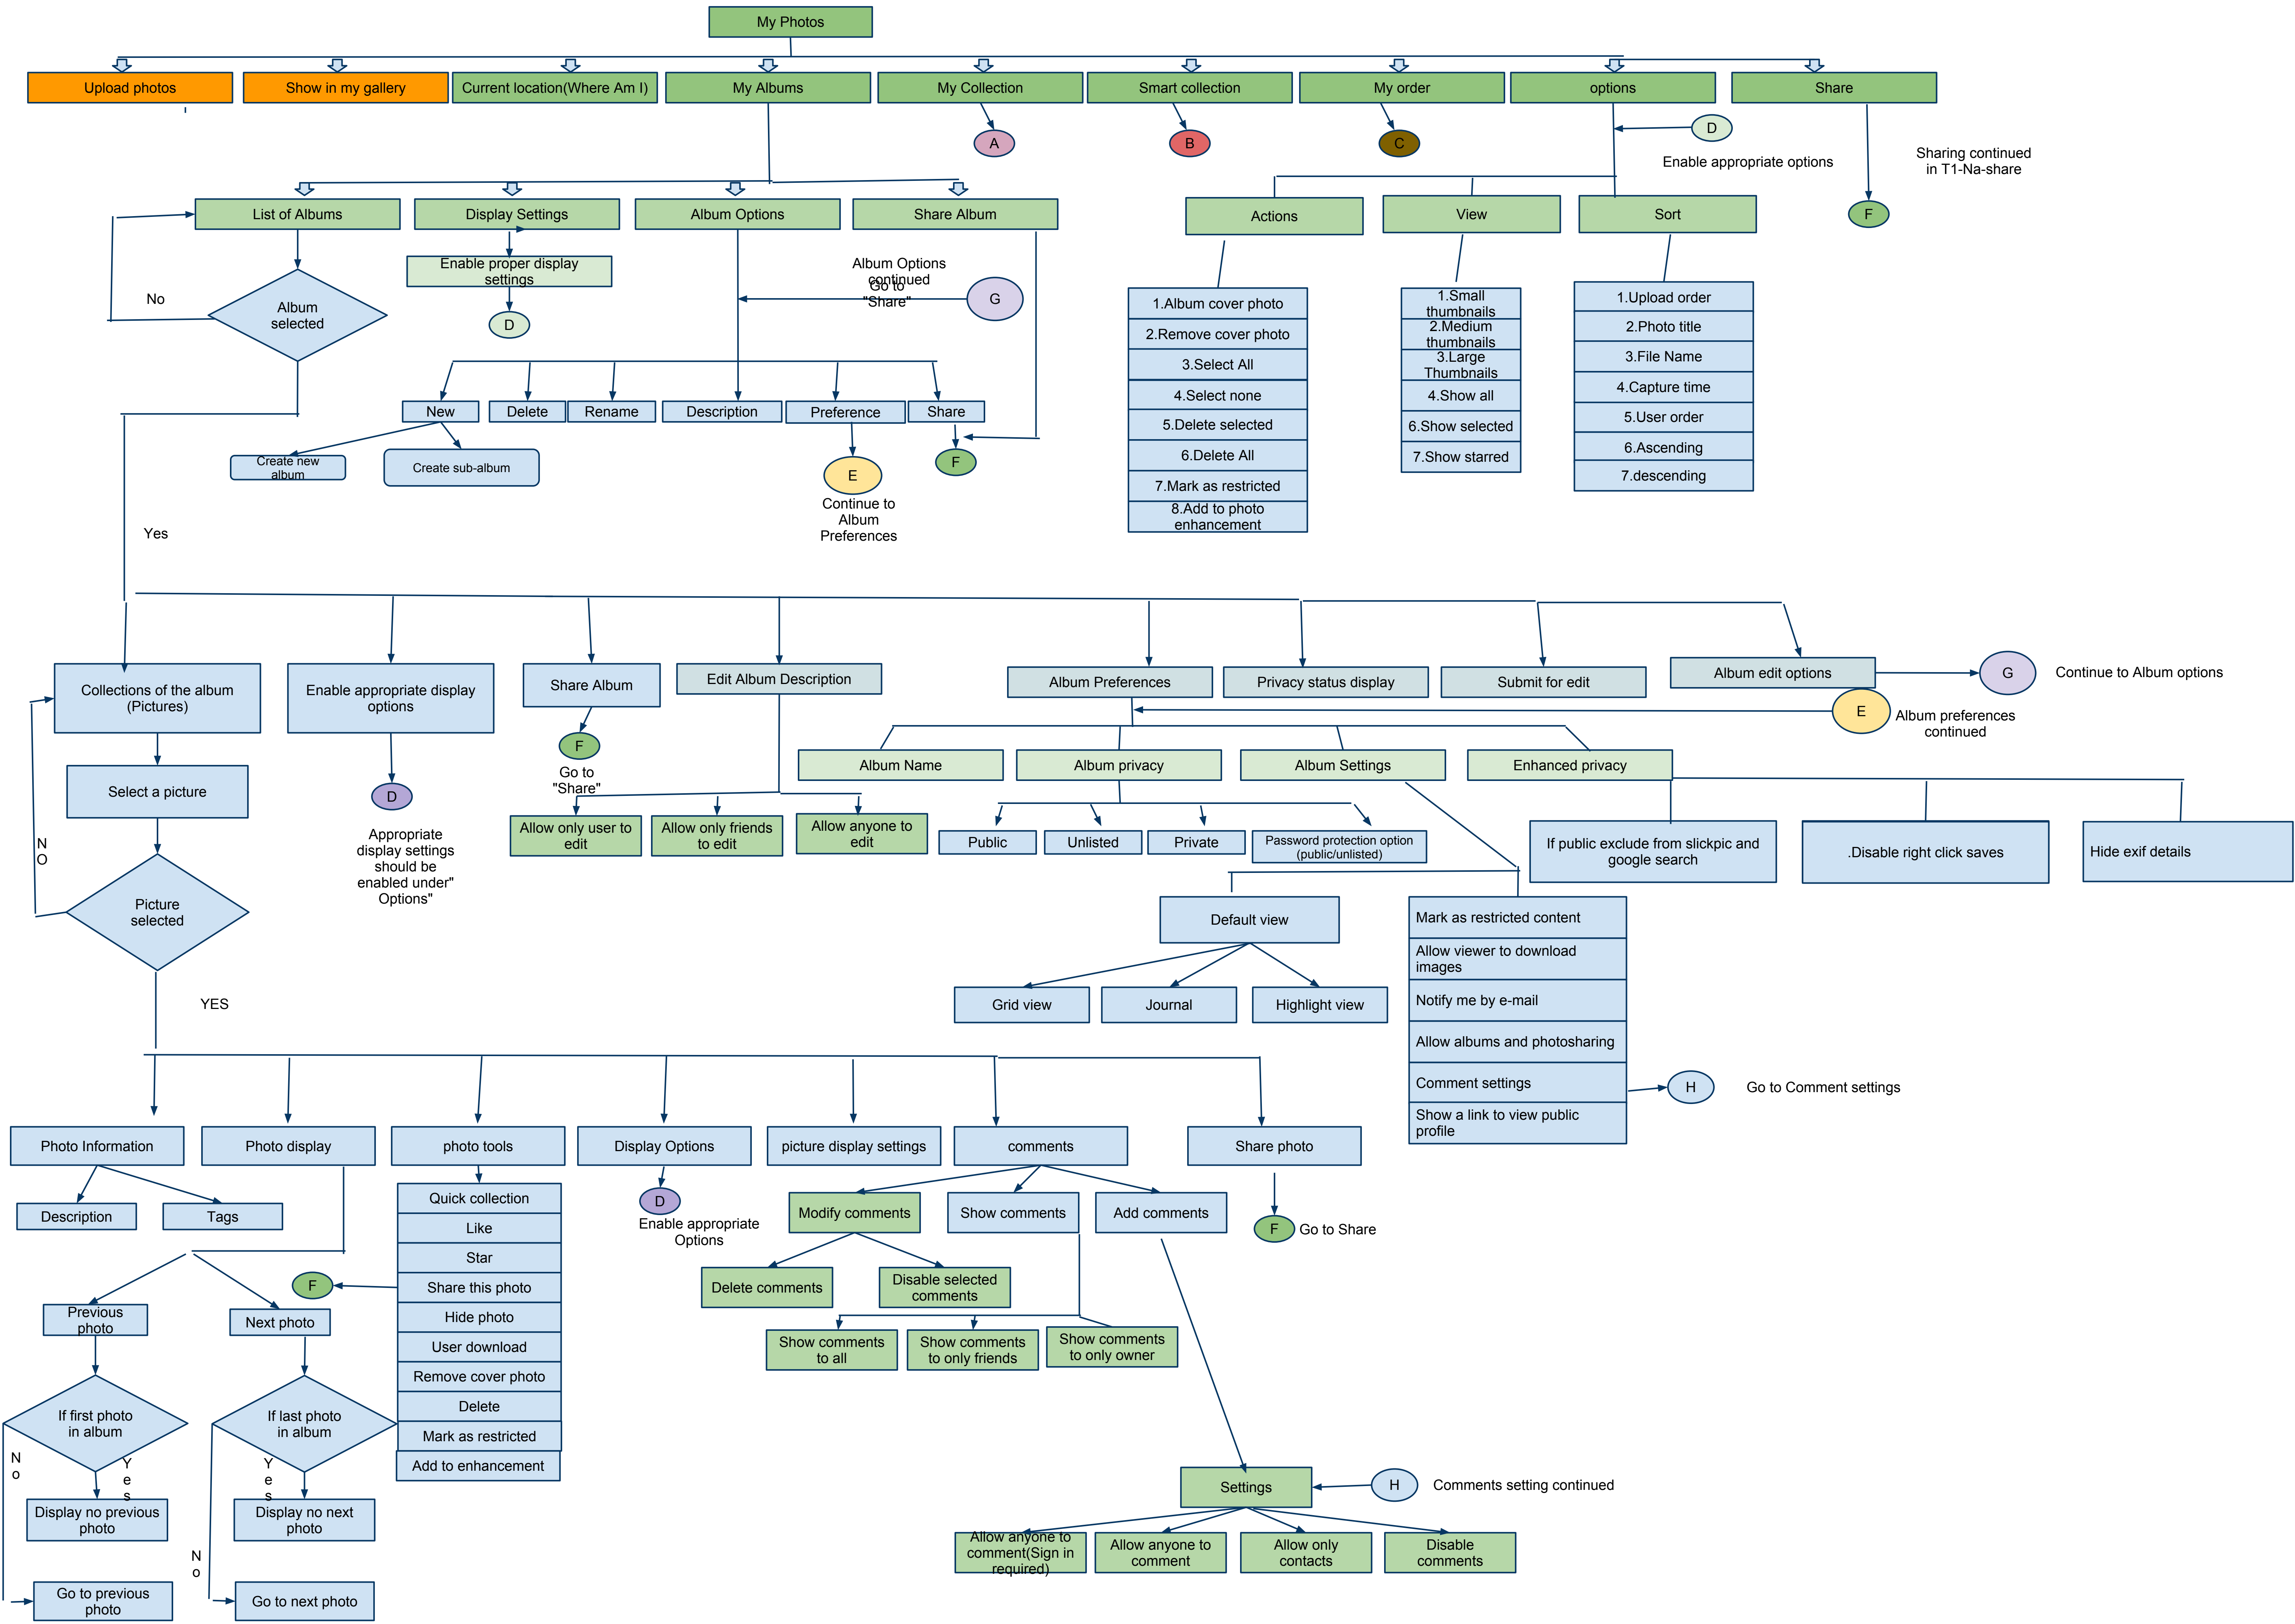 My Photos
Upload photos
Show in my gallery
Current location(Where Am I)
My Albums
My Collection
Smart collection
My order
options
Share
A
B
C
D
Enable appropriate options
Sharing continued
in T1-Na-share
F
List of Albums
Display Settings
Album Options
Share Album
Actions
View
Sort
Enable proper display
settings
D
Album
selected
No
Album Options
continued
Go to
"Share"
G
1.Album cover photo
2.Remove cover photo
3.Select All
4.Select none
5.Delete selected
6.Delete All
7.Mark as restricted
8.Add to photo
enhancement
1.Small
thumbnails
2.Medium
thumbnails
3.Large
Thumbnails
4.Show all
6.Show selected
7.Show starred
1.Upload order
2.Photo title
3.File Name
4.Capture time
5.User order
6.Ascending
7.descending
New
Delete
Rename
Description
Preference
Share
Create new
album
Create sub-album
E
F
Continue to
Album
Preferences
Yes
Collections of the album
(Pictures)
Enable appropriate display
options
Share Album
Edit Album Description
Album Preferences
Privacy status display
Submit for edit
Album edit options
G
Continue to Album options
E
Album preferences
continued
F
Go to
"Share"
Album Name
Album privacy
Album Settings
Enhanced privacy
Select a picture
D
Appropriate
display settings
should be
enabled under"
Options"
Allow only user to
edit
Allow only friends
to edit
Allow anyone to
edit
Public
Unlisted
Private
Password protection option
(public/unlisted)
If public exclude from slickpic and
google search
.Disable right click saves
Hide exif details
N
O
Picture
selected
YES
Default view
Grid view
Journal
Highlight view
Mark as restricted content
Allow viewer to download
images
Notify me by e-mail
Allow albums and photosharing
Comment settings
Show a link to view public
profile
H
Go to Comment settings
Photo Information
Photo display
photo tools
Display Options
picture display settings
comments
Share photo
Description
Tags
Quick collection
Like
Star
Share this photo
Hide photo
User download
Remove cover photo
Delete
Mark as restricted
Add to enhancement
D
Enable appropriate
Options
Modify comments
Show comments
Add comments
F
Go to Share
F
Delete comments
Disable selected
comments
Show comments
to all
Show comments
to only friends
Show comments
to only owner
Previous
photo
Next photo
If first photo
in album
If last photo
in album
N
o
Y
e
s
Y
e
s
Display no previous
photo
Display no next
photo
N
o
Go to previous
photo
Go to next photo
Settings
H
Comments setting continued
Allow anyone to
comment(Sign in
required)
Allow anyone to
comment
Allow only
contacts
Disable
comments